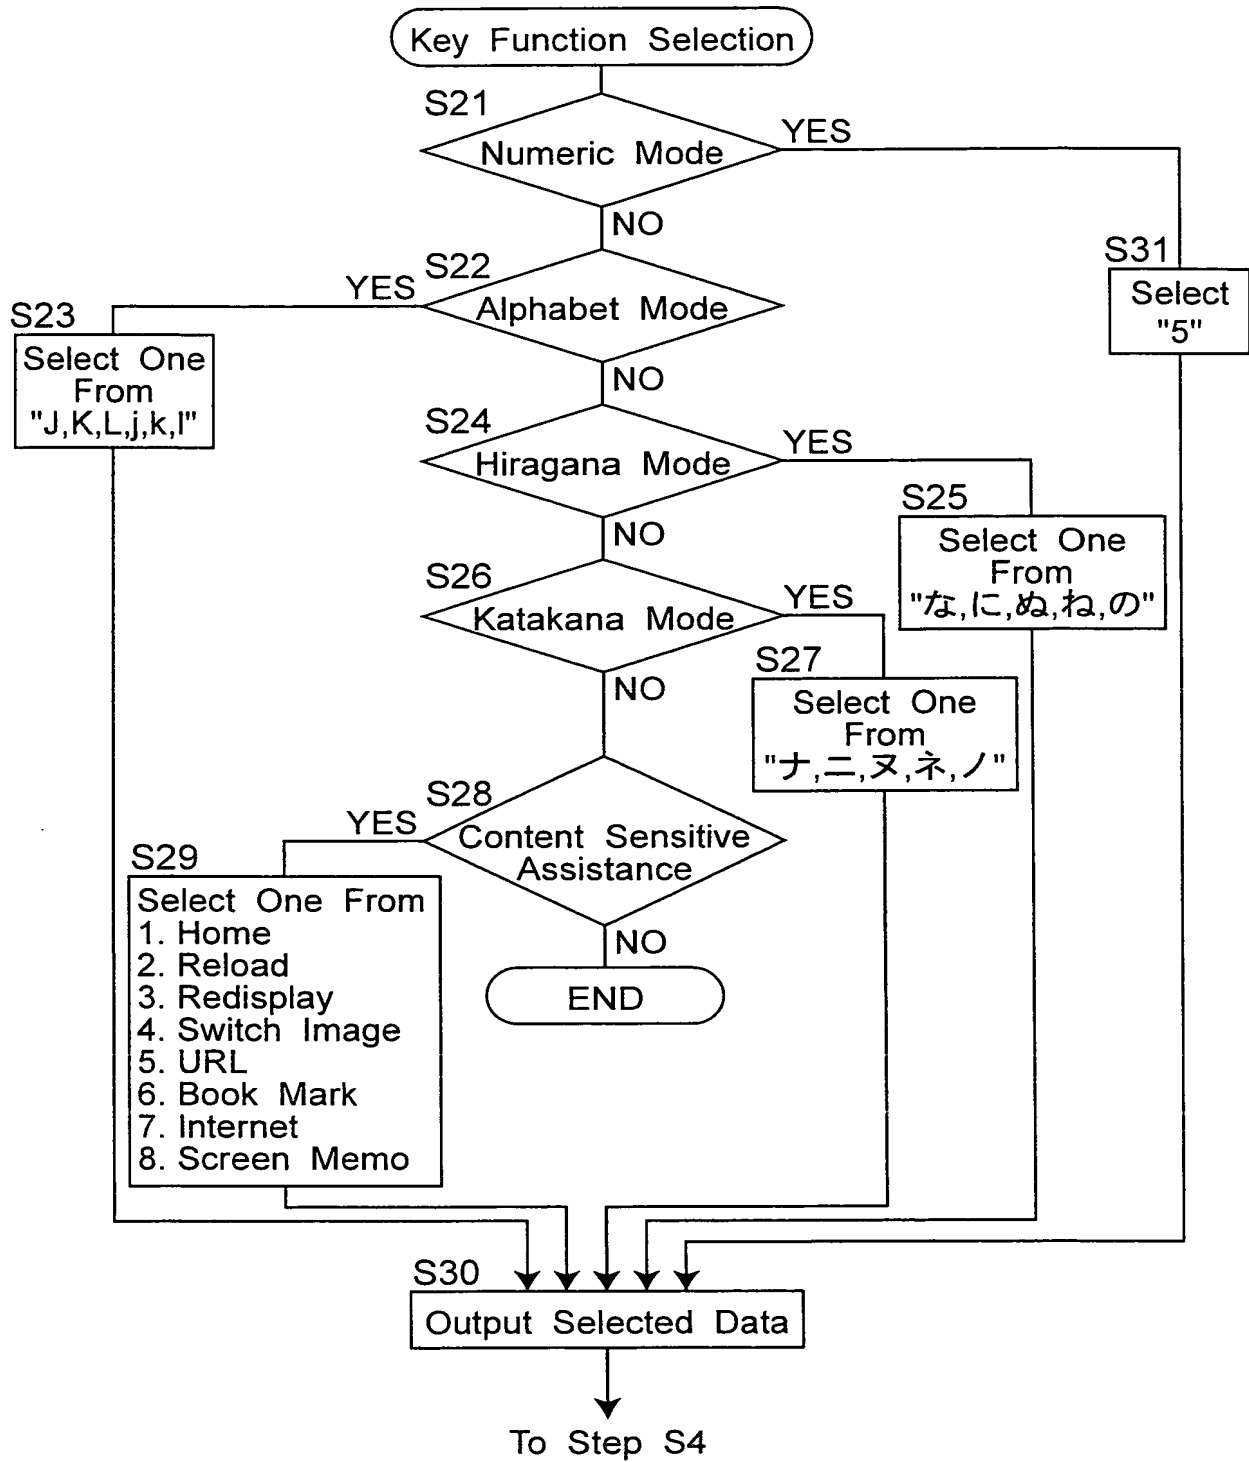 Key Function Selection
S21
Numeric Mode
YES
NO
S31
Select
"5"
S22
Alphabet Mode
YES
NO
S23
Select One
From
"J,K,L,j,k,l"
S24
Hiragana Mode
YES
NO
S25
Select One
From
"な,に,ぬ,ね,の"
S26
Katakana Mode
YES
NO
S27
Select One
From
"ナ,ニ,ヌ,ネ,ノ"
S28
Content Sensitive
Assistance
YES
NO
S29
Select One From
1. Home
2. Reload
3. Redisplay
4. Switch Image
5. URL
6. Book Mark
7. Internet
8. Screen Memo
END
S30
Output Selected Data
To Step S4